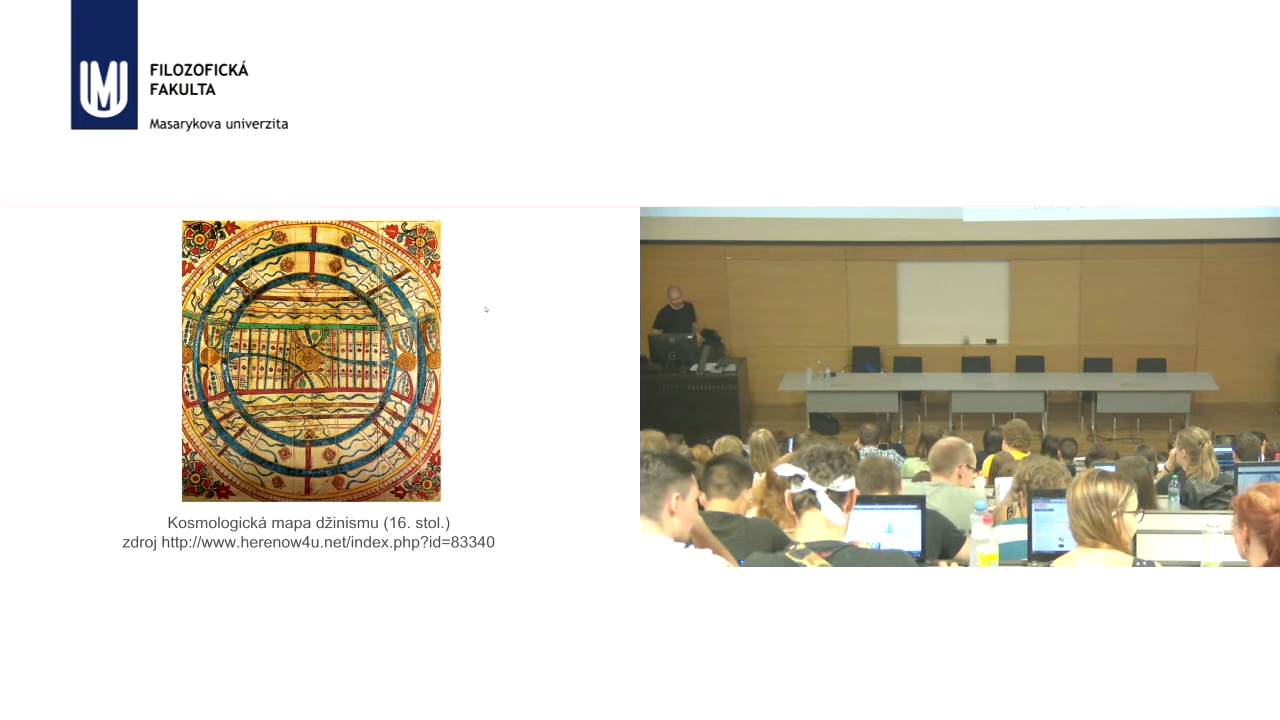 FILOZOFICKÁ
FAKULTA
Masarykova univerzita
Kosmologická mapa džinismu (16. stol.)
zdroj http://www.herenow4u.net/index.php?id=83340